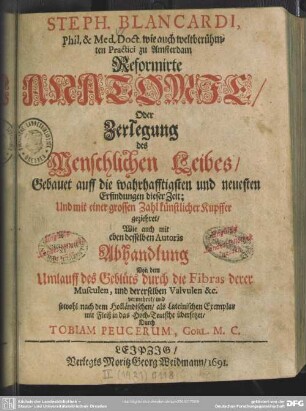 STEPH. BLANCARDI,
Phil. & Med. Doct. wie auch weltberühm-
ten Practici zu Amsterdam
Reformirte
ANATOMIE/
Oder
Zerlegung
des
Menschlichen Leibes/
Gebauet auff die wahrhafftigsten und neuesten
Erfindungen dieser Zeit;
Und mit einer grossen Zahl künstlicher Kupffer
gezieret/
Wie auch mit
eben desselben Autoris
Abhandlung
Von dem
Umlauff des Geblüts durch die Fibras derer
Musculen, und dererselben Valvulen &c.
vermehret; und
sowohl nach dem Holländischen/ als Lateinischen Exemplar
mit Fleiß in das Hoch-Teutsche übersetzet/
Durch
TOBIAM PEUCERUM, Gorl. M. C.
LEIPZIG/
Verlegts Moritz Georg Weidmann/1691.